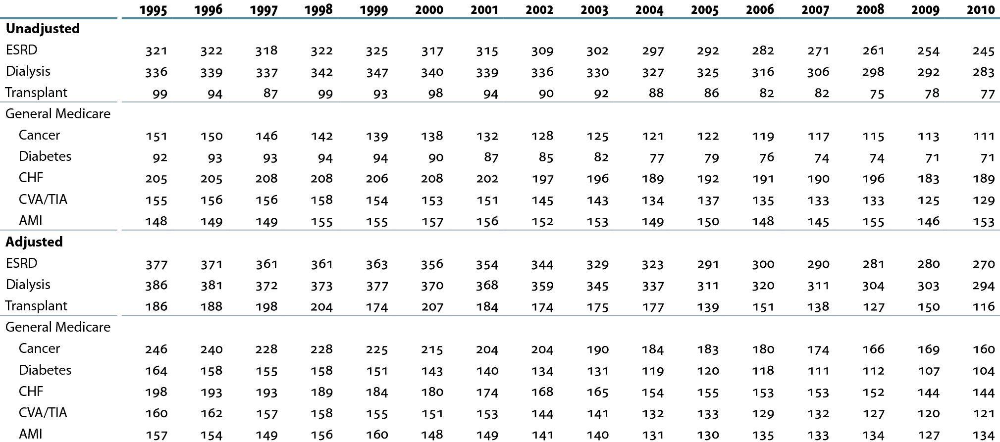 1995 1996 1997 1998 1999 2000 2001 2002 2003 2004 2005 2006 2007 2008 2009 2010
Unadjusted
ESRD 321 322 318 322 325 317 315 309 302 297 292 282 271 261 254 245
Dialysis 336 339 337 342 347 340 339 336 330 327 325 316 306 298 292 283
Transplant 99 94 87 99 93 98 94 90 92 88 86 82 82 75 78 77
General Medicare
Cancer 151 150 146 142 139 138 132 128 125 121 122 119 117 115 113 111
Diabetes 92 93 93 94 94 90 87 85 82 77 79 76 74 74 71 71
CHF 205 205 208 208 206 208 202 197 196 189 192 191 190 196 183 189
CVA/TIA 155 156 156 158 154 153 151 145 143 134 137 135 133 133 125 129
AMI 148 149 149 155 155 157 156 152 153 149 150 148 145 155 146 153
Adjusted
ESRD 377 371 361 361 363 356 354 344 329 323 291 300 290 281 280 270
Dialysis 386 381 372 373 377 370 368 359 345 337 311 320 311 304 303 294
Transplant 186 188 198 204 174 207 184 174 175 177 139 151 138 127 150 116
General Medicare
Cancer 246 240 228 228 225 215 204 204 190 184 183 180 174 166 169 160
Diabetes 164 158 155 158 151 143 140 134 131 119 120 118 111 112 107 104
CHF 198 193 193 189 184 180 174 168 165 154 155 153 153 152 144 144
CVA/TIA 160 162 157 158 155 151 153 144 141 132 133 129 132 127 120 121
AMI 157 154 149 156 160 148 149 141 140 131 130 135 133 134 127 134